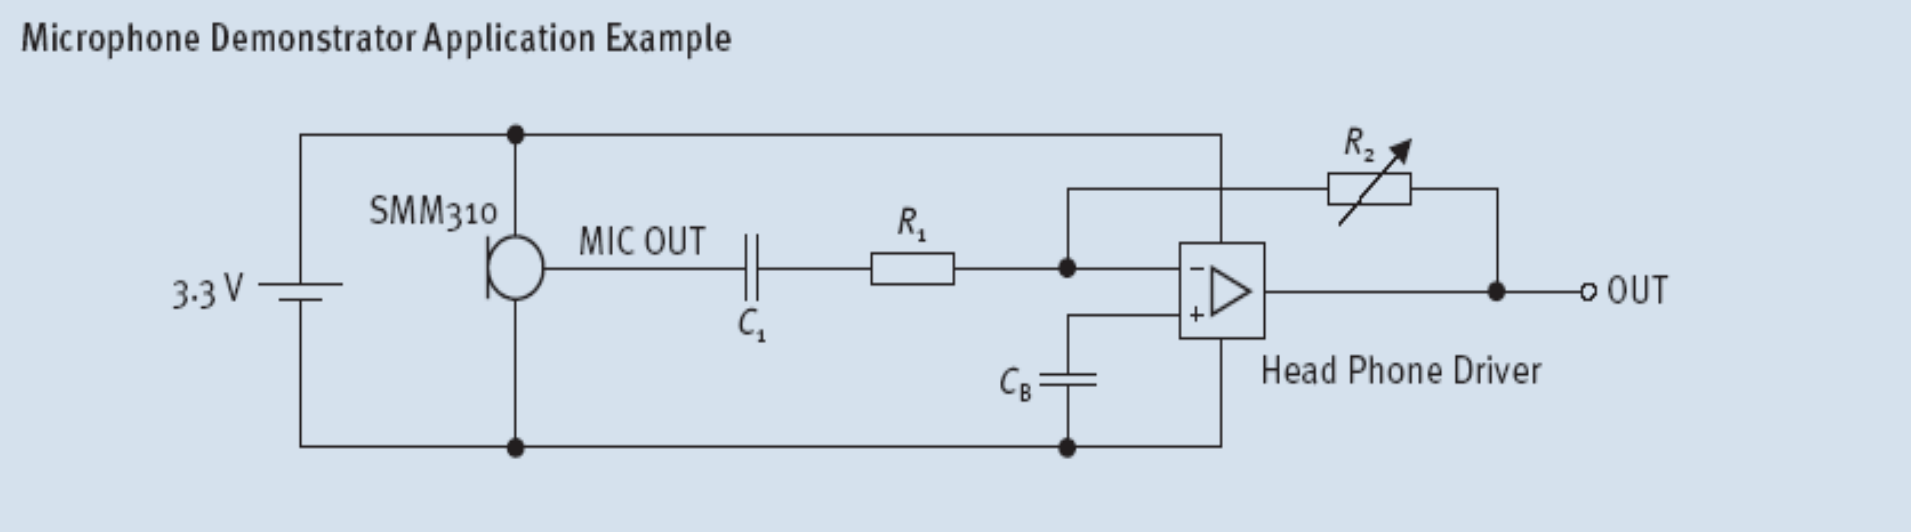 Microphone Demonstrator Application Example
R₂
SMM310
MIC OUT
R₁
3.3 V
−
OUT
C₁
+
Head Phone Driver
C_B